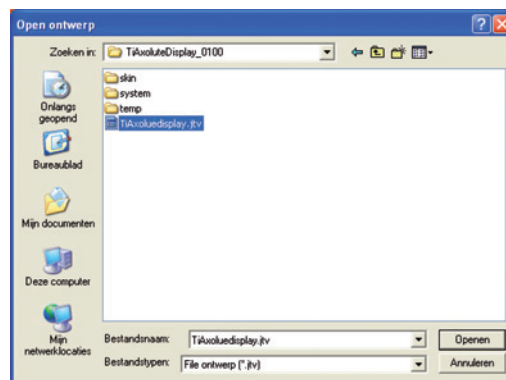 Open ontwerp
Zoeken in: TiAxoluteDisplay_0100
skin
system
temp
TiAxoluedisplay.jtv
Onlangs
geopend
Bureaublad
Mijn documenten
Deze computer
Mijn
netwerklocaties
Bestandsnaam: TiAxoluedisplay.jtv Openen
Bestandstypen: File ontwerp (*.jtv) Annuleren